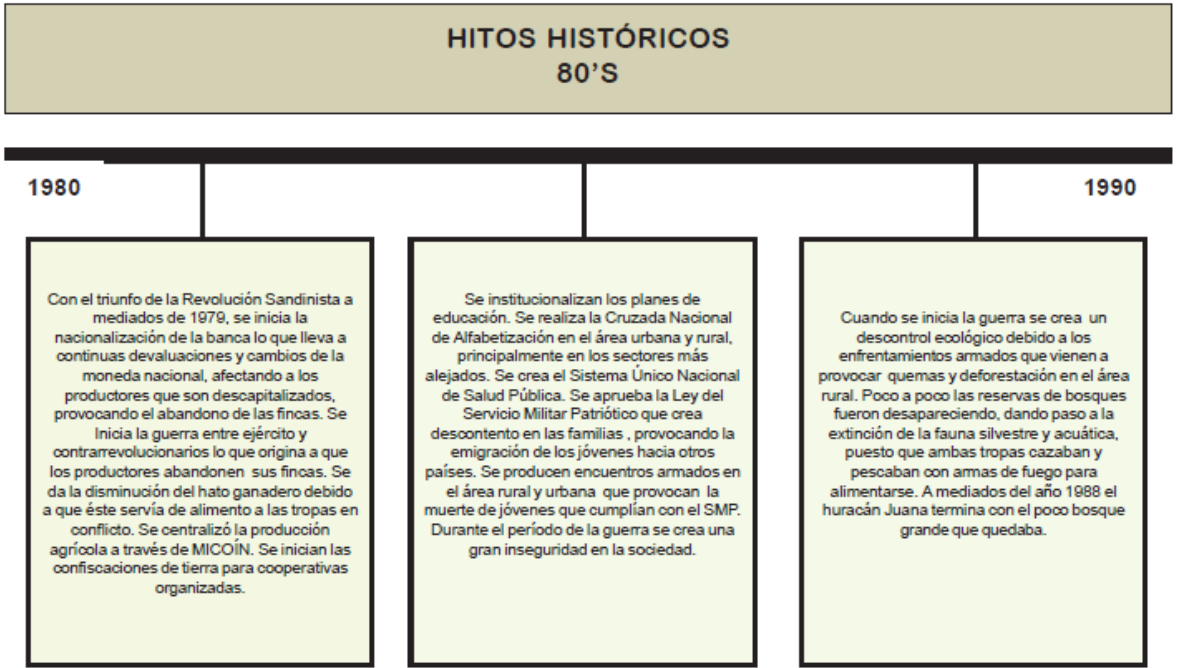 HITOS HISTÓRICOS
80’S
1980
1990
Con el triunfo de la Revolución Sandinista a
mediados de 1979, se inicia la
nacionalización de la banca lo que lleva a
continuas devaluaciones y cambios de la
moneda nacional, afectando a los
productores que son descapitalizados,
provocando el abandono de las fincas. Se
Inicia la guerra entre ejército y
contrarrevolucionarios lo que origina a que
los productores abandonen sus fincas. Se
da la disminución del hato ganadero debido
a que éste servía de alimento a las tropas en
conflicto. Se centralizó la producción
agrícola a través de MICOÍN. Se inician las
confiscaciones de tierra para cooperativas
organizadas.
Se institucionalizan los planes de
educación. Se realiza la Cruzada Nacional
de Alfabetización en el área urbana y rural,
principalmente en los sectores más
alejados. Se crea el Sistema Único Nacional
de Salud Pública. Se aprueba la Ley del
Servicio Militar Patriótico que crea
descontento en las familias , provocando la
emigración de los jóvenes hacia otros
países. Se producen encuentros armados en
el área rural y urbana que provocan la
muerte de jóvenes que cumplían con el SMP.
Durante el período de la guerra se crea una
gran inseguridad en la sociedad.
Cuando se inicia la guerra se crea un
descontrol ecológico debido a los
enfrentamientos armados que vienen a
provocar quemas y deforestación en el área
rural. Poco a poco las reservas de bosques
fueron desapareciendo, dando paso a la
extinción de la fauna silvestre y acuática,
puesto que ambas tropas cazaban y
pescaban con armas de fuego para
alimentarse. A mediados del año 1988 el
huracán Juana termina con el poco bosque
grande que quedaba.